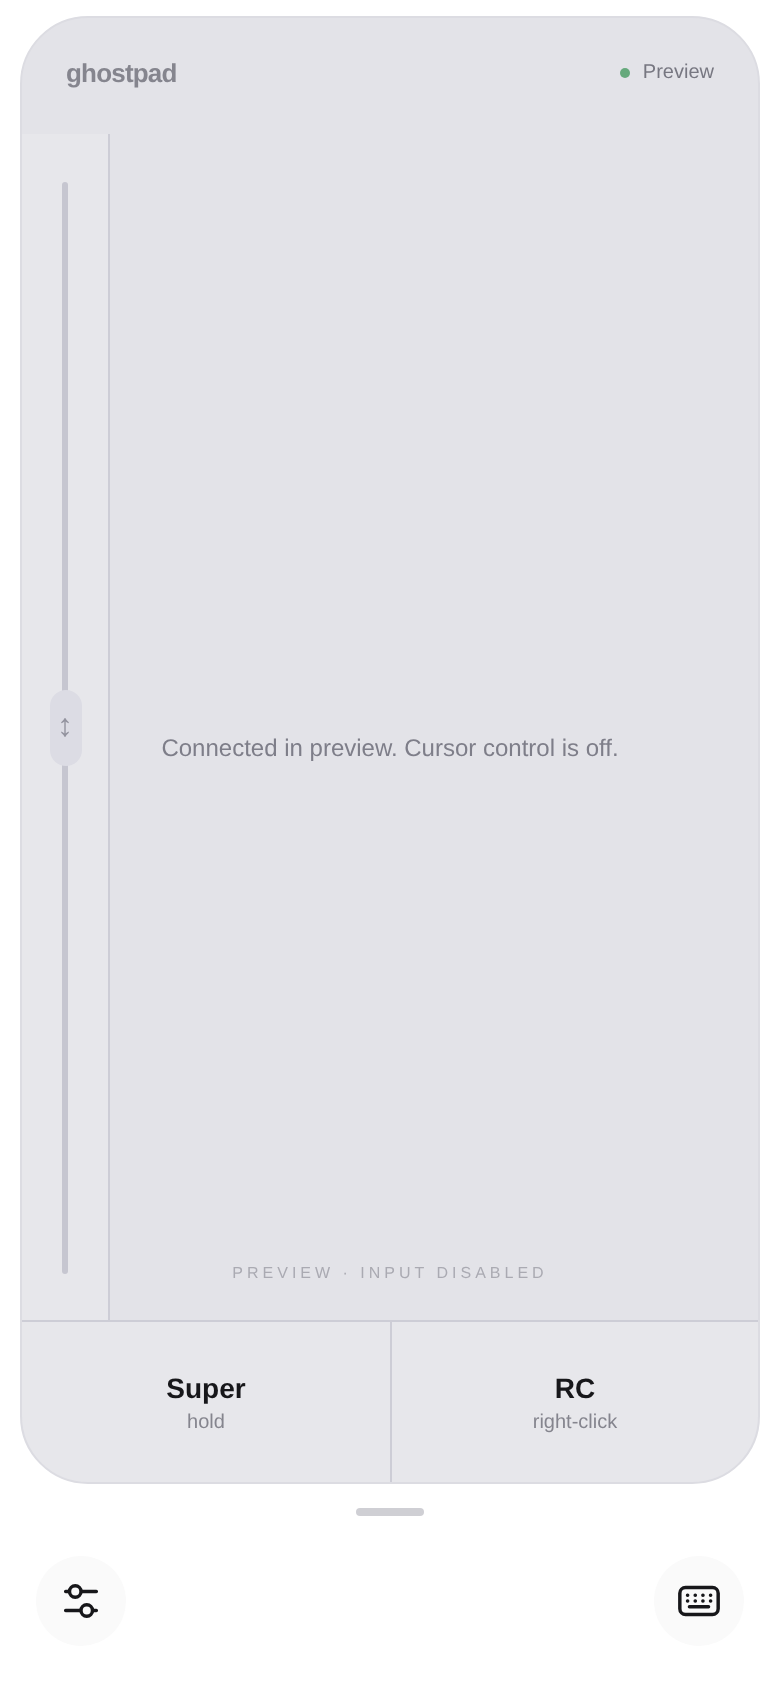 ghostpad
Preview
Connected in preview. Cursor control is off.
PREVIEW · INPUT DISABLED
Super
hold
RC
right-click